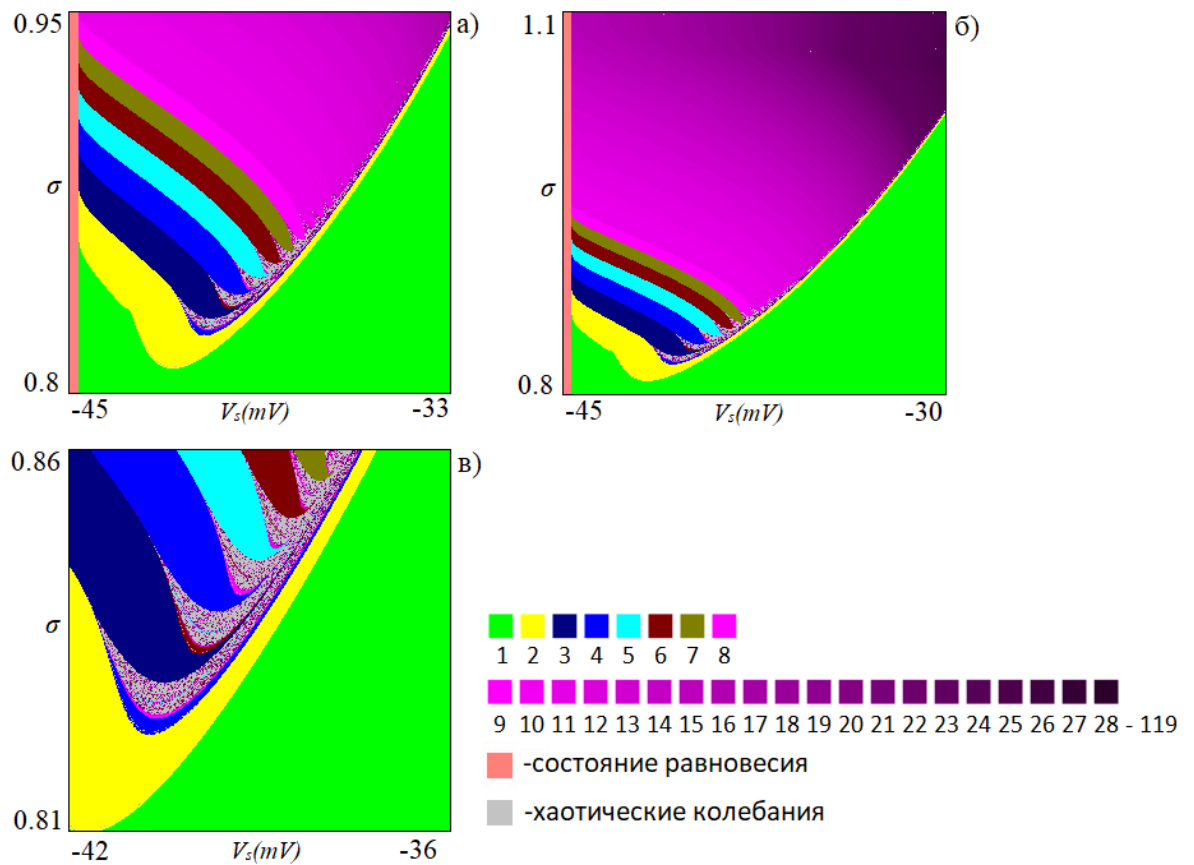 0.95
а)
σ
0.8
-45
Vs(mV)
-33
1.1
б)
σ
0.8
-45
Vs(mV)
-30
0.86
в)
σ
0.81
-42
Vs(mV)
-36
1 2 3 4 5 6 7 8
9 10 11 12 13 14 15 16 17 18 19 20 21 22 23 24 25 26 27 28 - 119
-состояние равновесия
-хаотические колебания